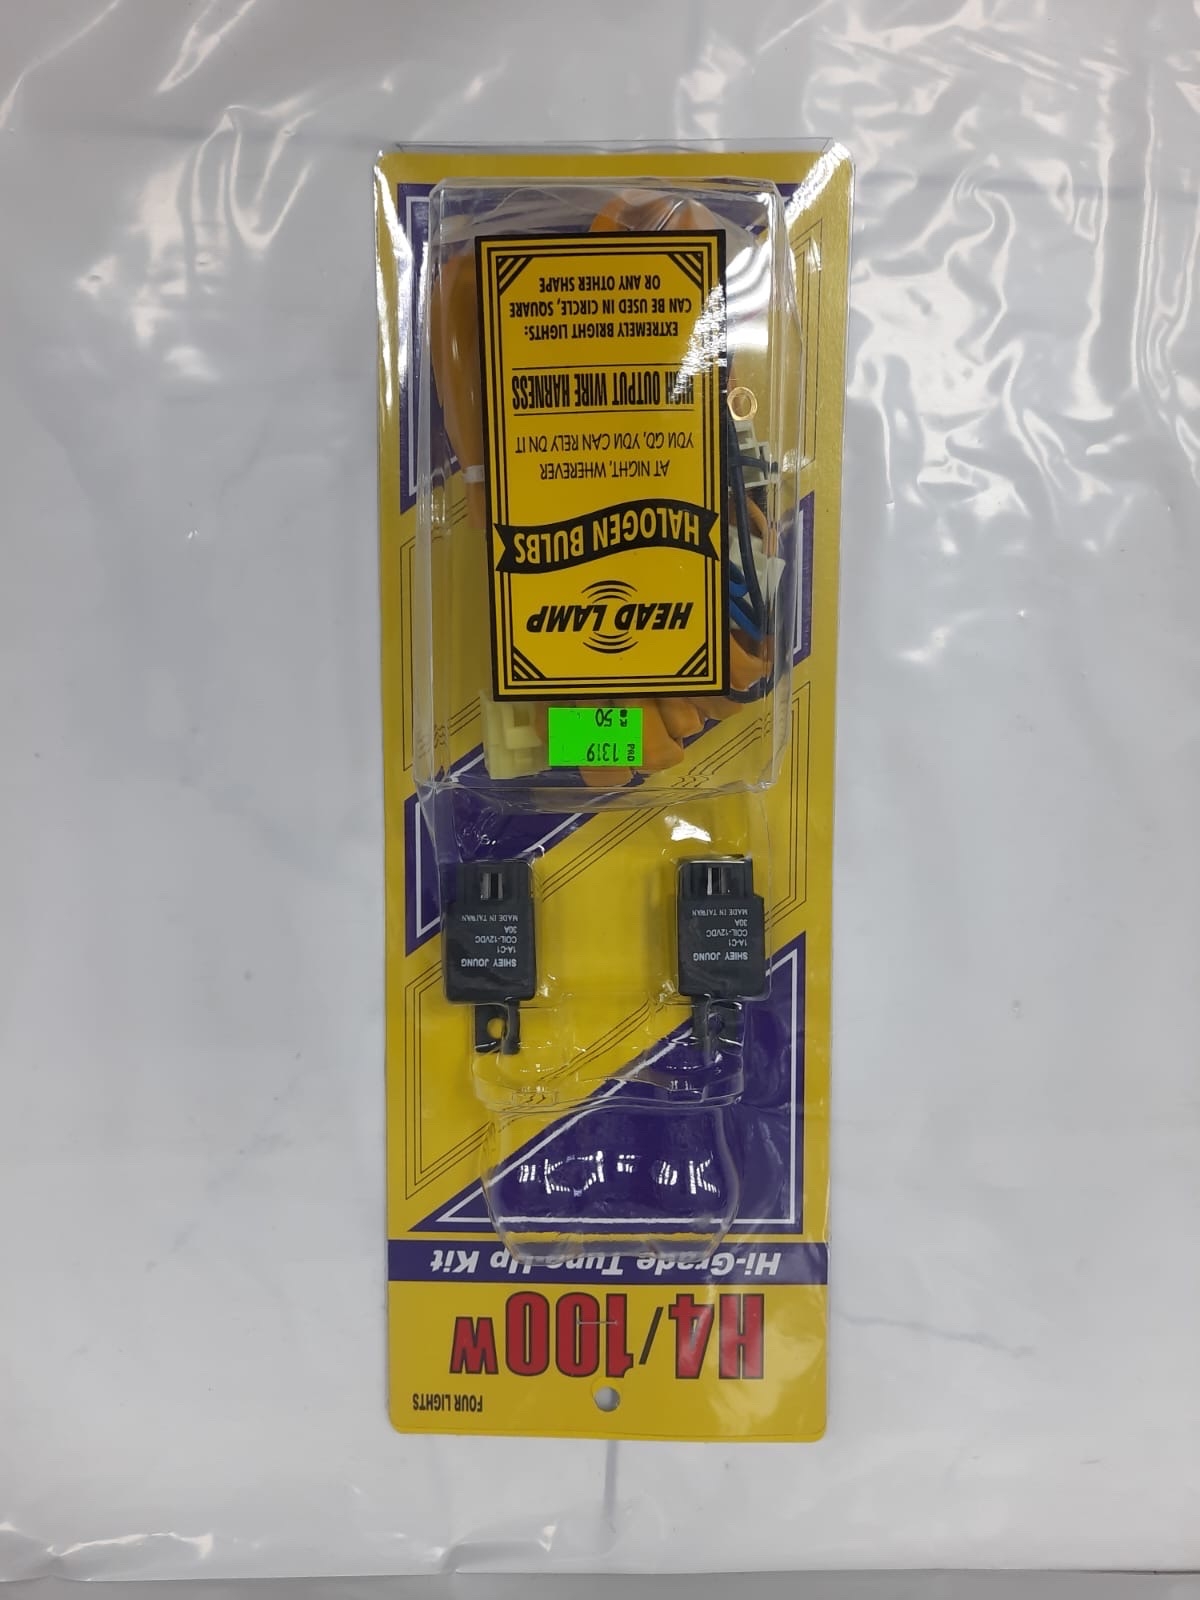 FOUR LIGHTS
H4/100W
Hi-Grade Tune-Up Kit
SHIEY JOUNG
1A-C1
COIL-12VDC
30A
MADE IN TAIWAN
SHIEY JOUNG
1A-C1
COIL-12VDC
30A
MADE IN TAIWAN
PRO
1319
50
HEAD LAMP
HALOGEN BULBS
AT NIGHT, WHEREVER
YOU GO, YOU CAN RELY ON IT
HIGH OUTPUT WIRE HARNESS
EXTREMELY BRIGHT LIGHTS:
CAN BE USED IN CIRCLE, SQUARE
OR ANY OTHER SHAPE